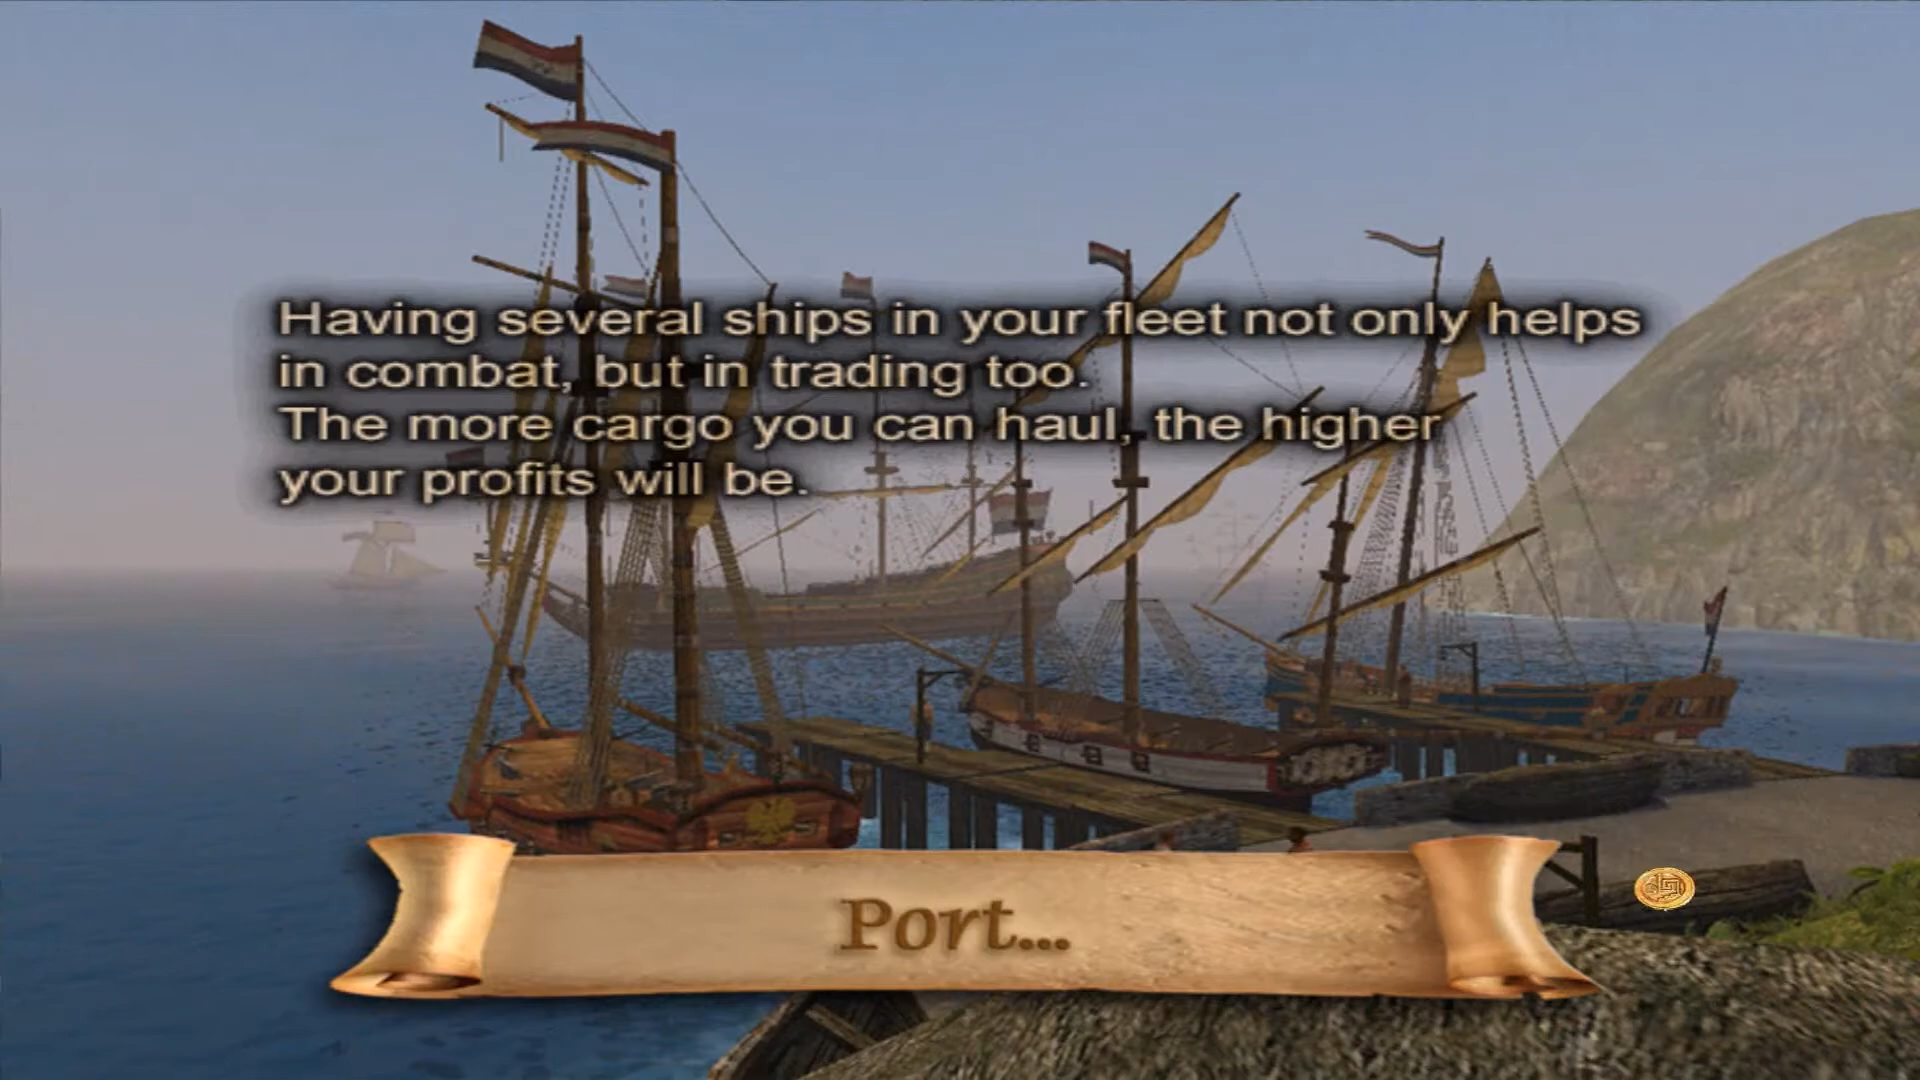 Having several ships in your fleet not only helps
in combat, but in trading too.
The more cargo you can haul, the higher
your profits will be.
Port...